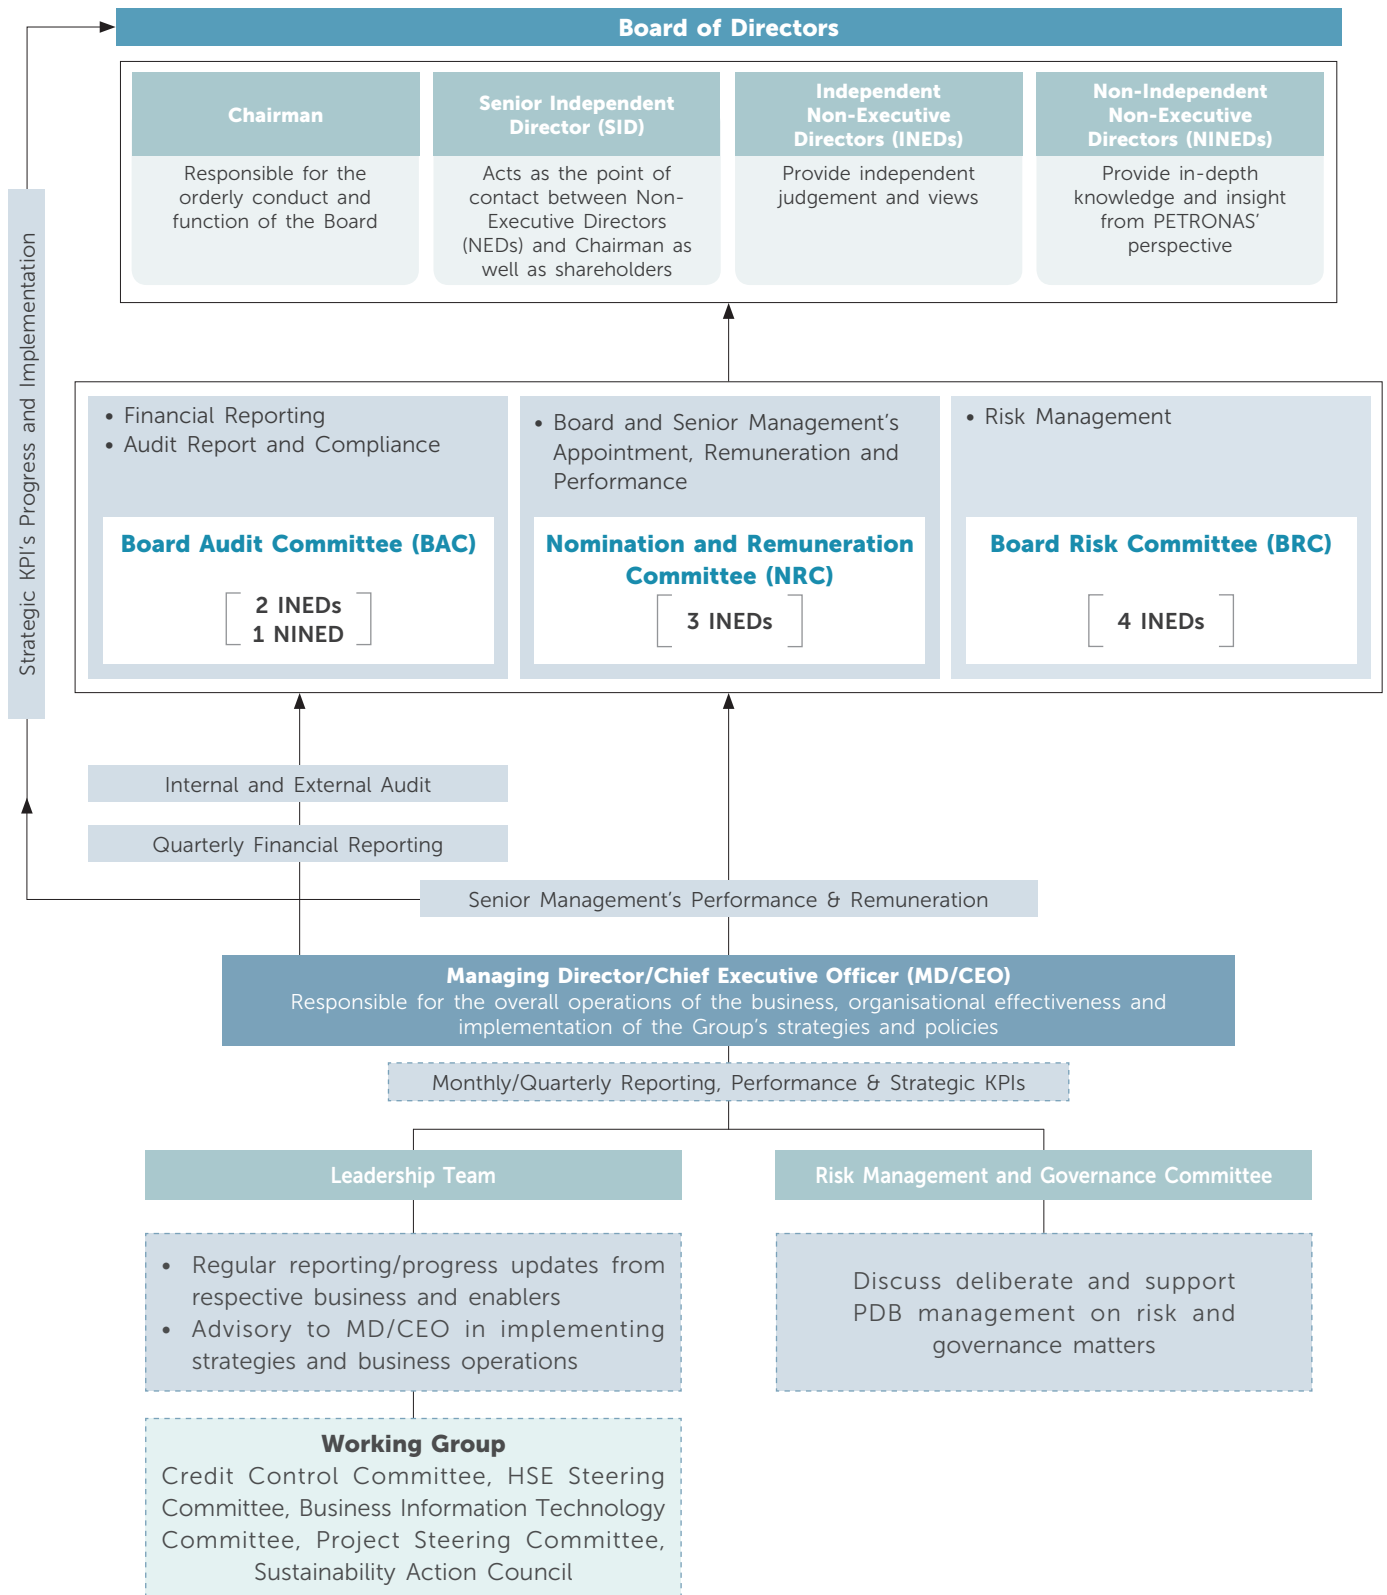 Board of Directors
Chairman
Responsible for the
orderly conduct and
function of the Board
Senior Independent
Director (SID)
Acts as the point of
contact between Non-
Executive Directors
(NEDs) and Chairman as
well as shareholders
Independent
Non-Executive
Directors (INEDs)
Provide independent
judgement and views
Non-Independent
Non-Executive
Directors (NINEDs)
Provide in-depth
knowledge and insight
from PETRONAS’
perspective
Strategic KPI’s Progress and Implementation
• Financial Reporting
• Audit Report and Compliance
Board Audit Committee (BAC)
2 INEDs
1 NINED
• Board and Senior Management’s
Appointment, Remuneration and
Performance
Nomination and Remuneration
Committee (NRC)
3 INEDs
• Risk Management
Board Risk Committee (BRC)
4 INEDs
Internal and External Audit
Quarterly Financial Reporting
Senior Management’s Performance & Remuneration
Managing Director/Chief Executive Officer (MD/CEO)
Responsible for the overall operations of the business, organisational effectiveness and
implementation of the Group’s strategies and policies
Monthly/Quarterly Reporting, Performance & Strategic KPIs
Leadership Team
• Regular reporting/progress updates from
respective business and enablers
• Advisory to MD/CEO in implementing
strategies and business operations
Working Group
Credit Control Committee, HSE Steering
Committee, Business Information Technology
Committee, Project Steering Committee,
Sustainability Action Council
Risk Management and Governance Committee
Discuss deliberate and support
PDB management on risk and
governance matters